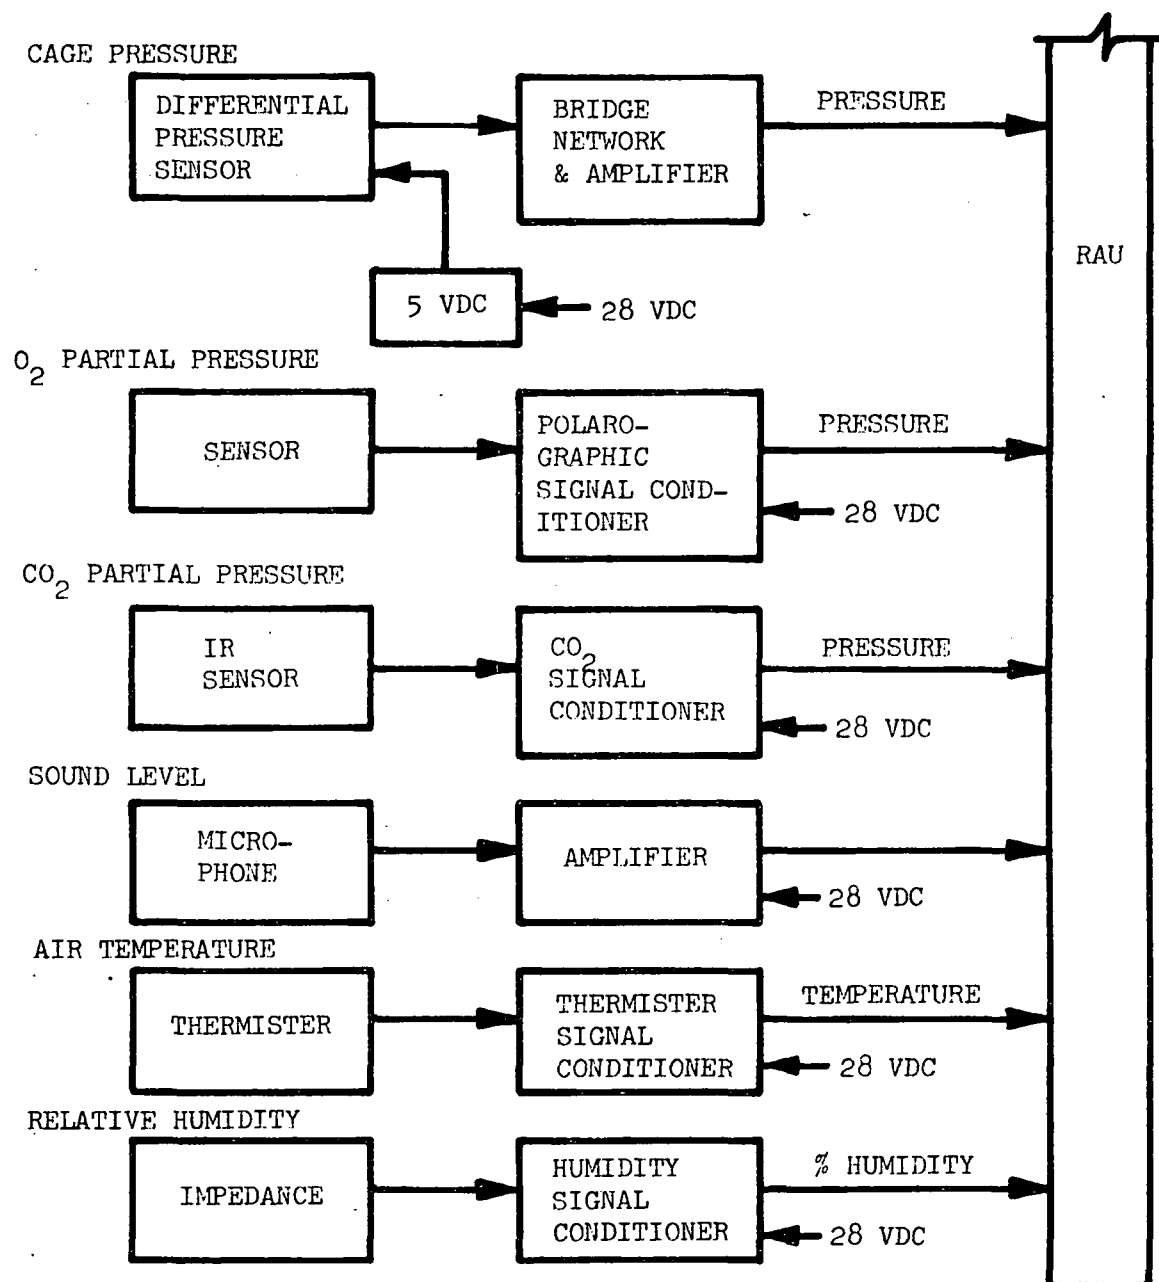 CAGE PRESSURE
DIFFERENTIAL
PRESSURE
SENSOR
BRIDGE
NETWORK
& AMPLIFIER
PRESSURE
RAU
5 VDC
28 VDC
O2 PARTIAL PRESSURE
SENSOR
POLARO-
GRAPHIC
SIGNAL COND-
ITIONER
PRESSURE
28 VDC
CO2 PARTIAL PRESSURE
IR
SENSOR
CO2
SIGNAL
CONDITIONER
PRESSURE
28 VDC
SOUND LEVEL
MICRO-
PHONE
AMPLIFIER
28 VDC
AIR TEMPERATURE
THERMISTER
THERMISTER
SIGNAL
CONDITIONER
TEMPERATURE
28 VDC
RELATIVE HUMIDITY
IMPEDANCE
HUMIDITY
SIGNAL
CONDITIONER
% HUMIDITY
28 VDC